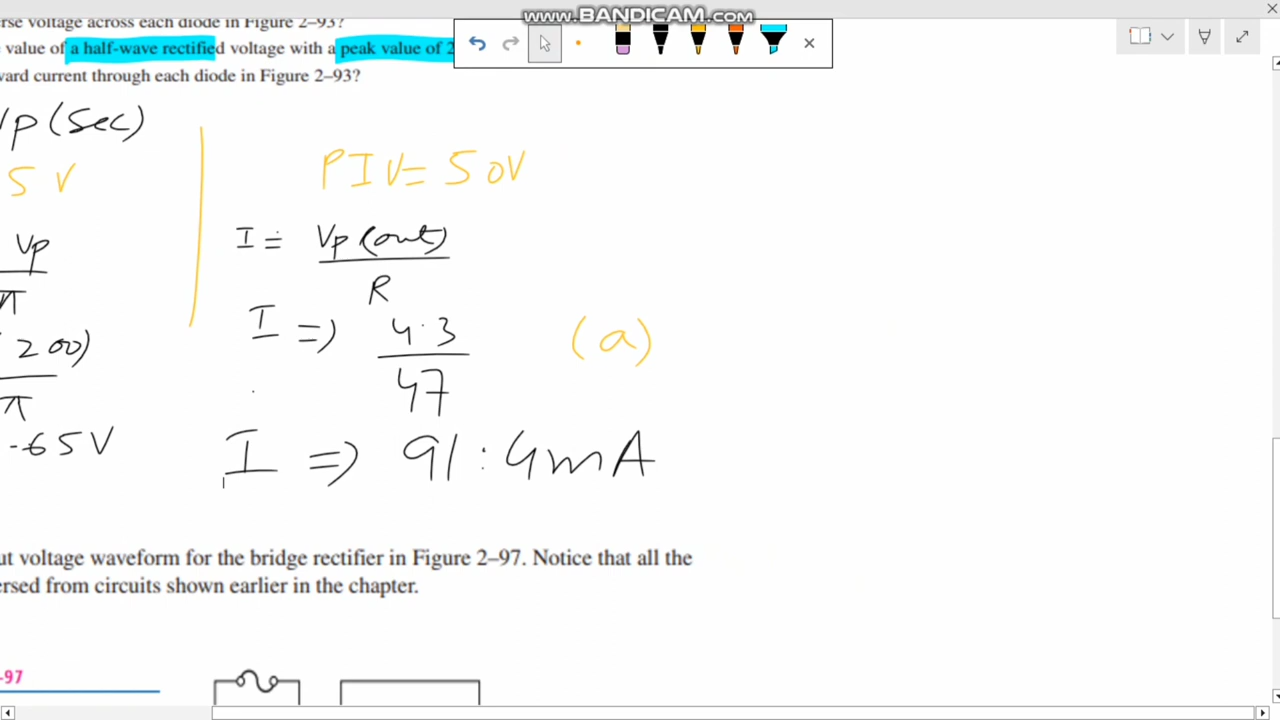 www.BANDICAM.com
rse voltage across each diode in Figure 2–93?
value of a half-wave rectified voltage with a peak value of 2
vard current through each diode in Figure 2–93?
Vp (Sec)
5 V
Vp
π
200)
π
-65 V
PIV= 50V
I = Vp (out)
R
I => 4.3
47
(a)
I => 91.4mA
ut voltage waveform for the bridge rectifier in Figure 2–97. Notice that all the
ersed from circuits shown earlier in the chapter.
-97